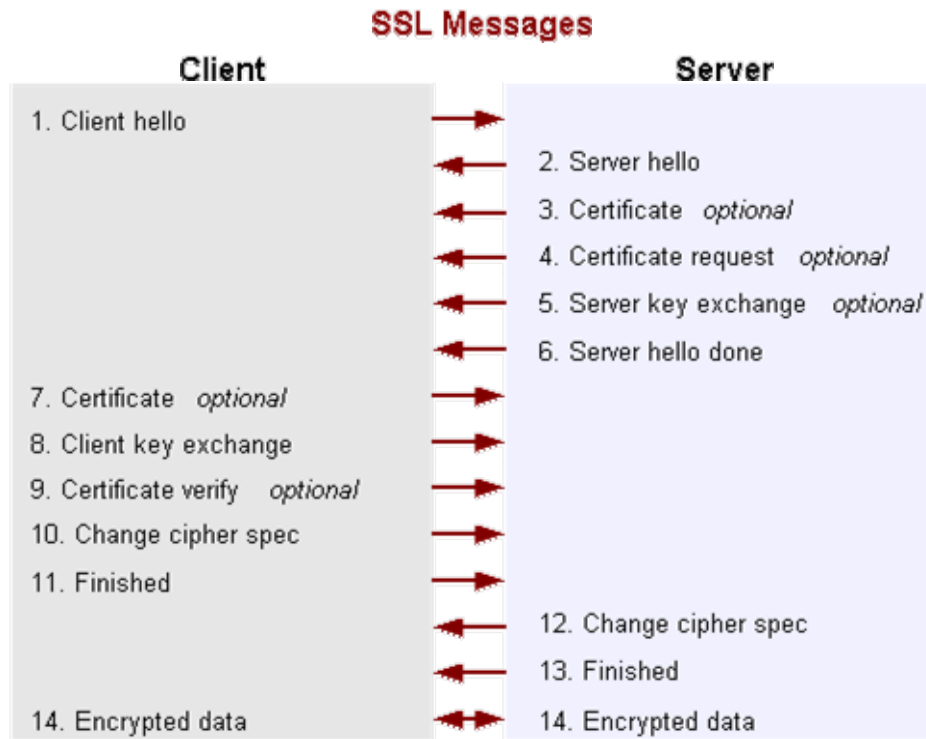 SSL Messages
Client Server
1. Client hello
2. Server hello
3. Certificate optional
4. Certificate request optional
5. Server key exchange optional
6. Server hello done
7. Certificate optional
8. Client key exchange
9. Certificate verify optional
10. Change cipher spec
11. Finished
12. Change cipher spec
13. Finished
14. Encrypted data 14. Encrypted data